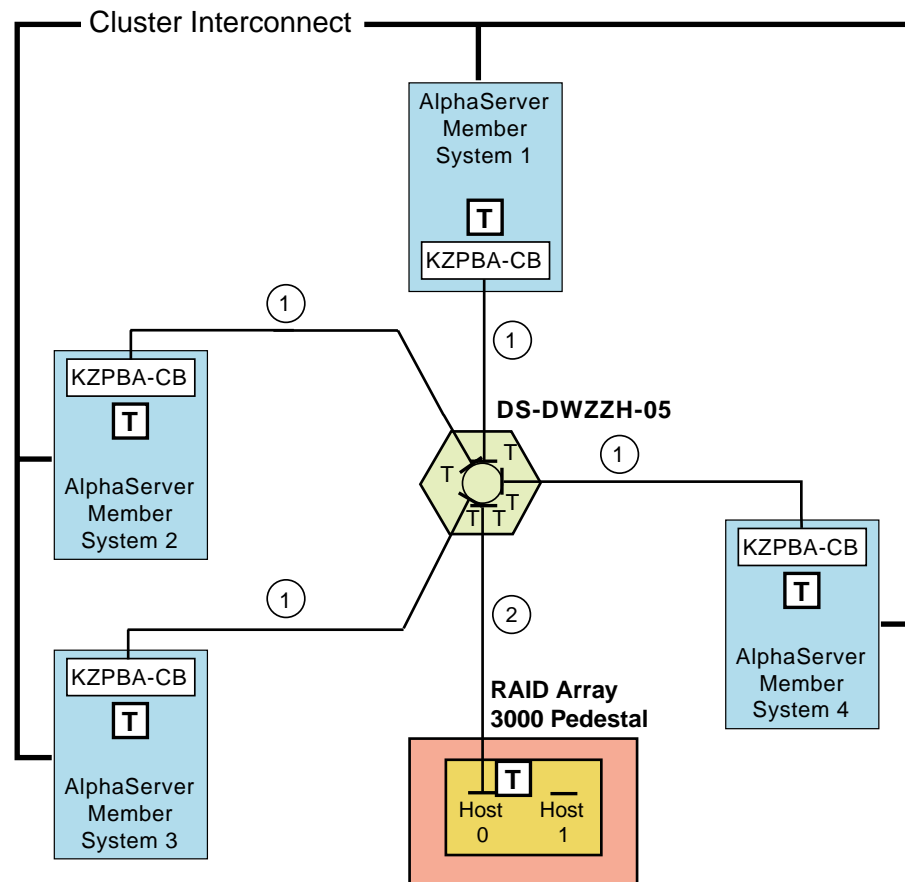 Cluster Interconnect
AlphaServer
Member
System 1
T
KZPBA-CB
1
1
KZPBA-CB
T
AlphaServer
Member
System 2
DS-DWZZH-05
T
T
T
T
T
1
KZPBA-CB
T
AlphaServer
Member
System 4
1
2
KZPBA-CB
T
AlphaServer
Member
System 3
RAID Array
3000 Pedestal
T
Host
0
Host
1